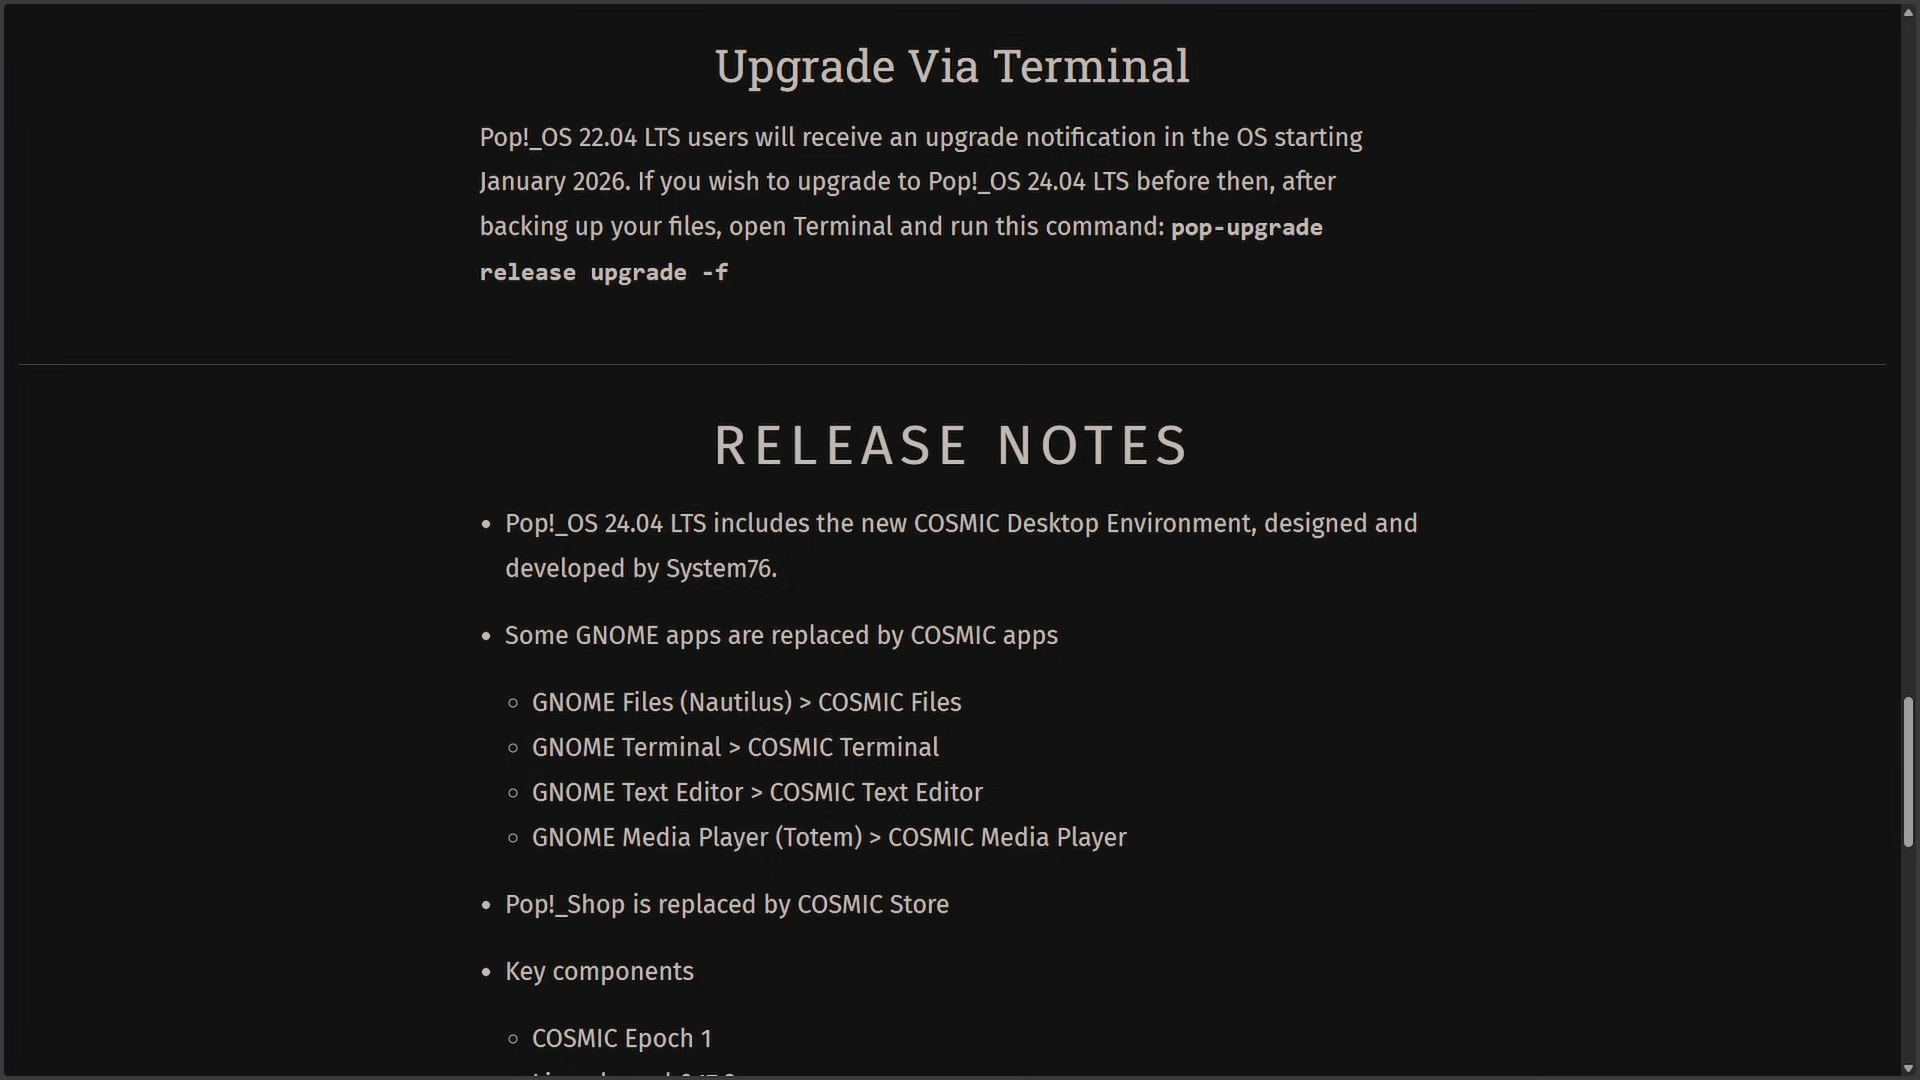 Upgrade Via Terminal
Pop!_OS 22.04 LTS users will receive an upgrade notification in the OS starting
January 2026. If you wish to upgrade to Pop!_OS 24.04 LTS before then, after
backing up your files, open Terminal and run this command: pop-upgrade
release upgrade -f
RELEASE NOTES
• Pop!_OS 24.04 LTS includes the new COSMIC Desktop Environment, designed and
developed by System76.
• Some GNOME apps are replaced by COSMIC apps
◦ GNOME Files (Nautilus) > COSMIC Files
◦ GNOME Terminal > COSMIC Terminal
◦ GNOME Text Editor > COSMIC Text Editor
◦ GNOME Media Player (Totem) > COSMIC Media Player
• Pop!_Shop is replaced by COSMIC Store
• Key components
◦ COSMIC Epoch 1